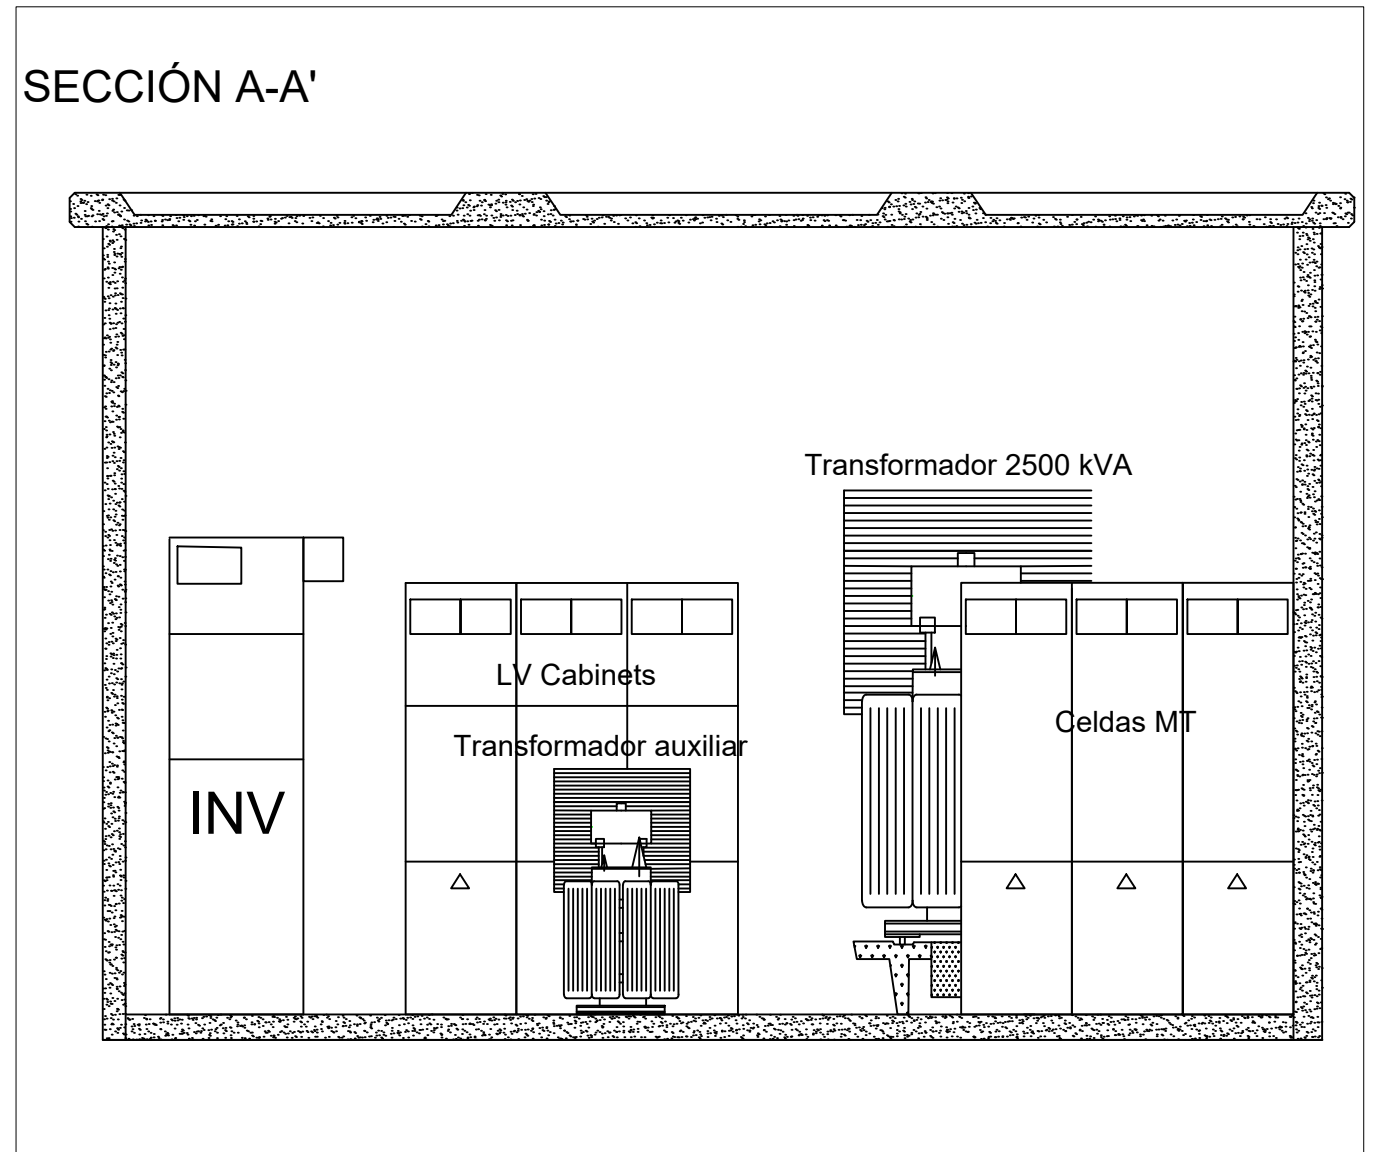 SECCIÓN A-A'
Transformador 2500 kVA
LV Cabinets
Celdas MT
Transformador auxiliar
INV